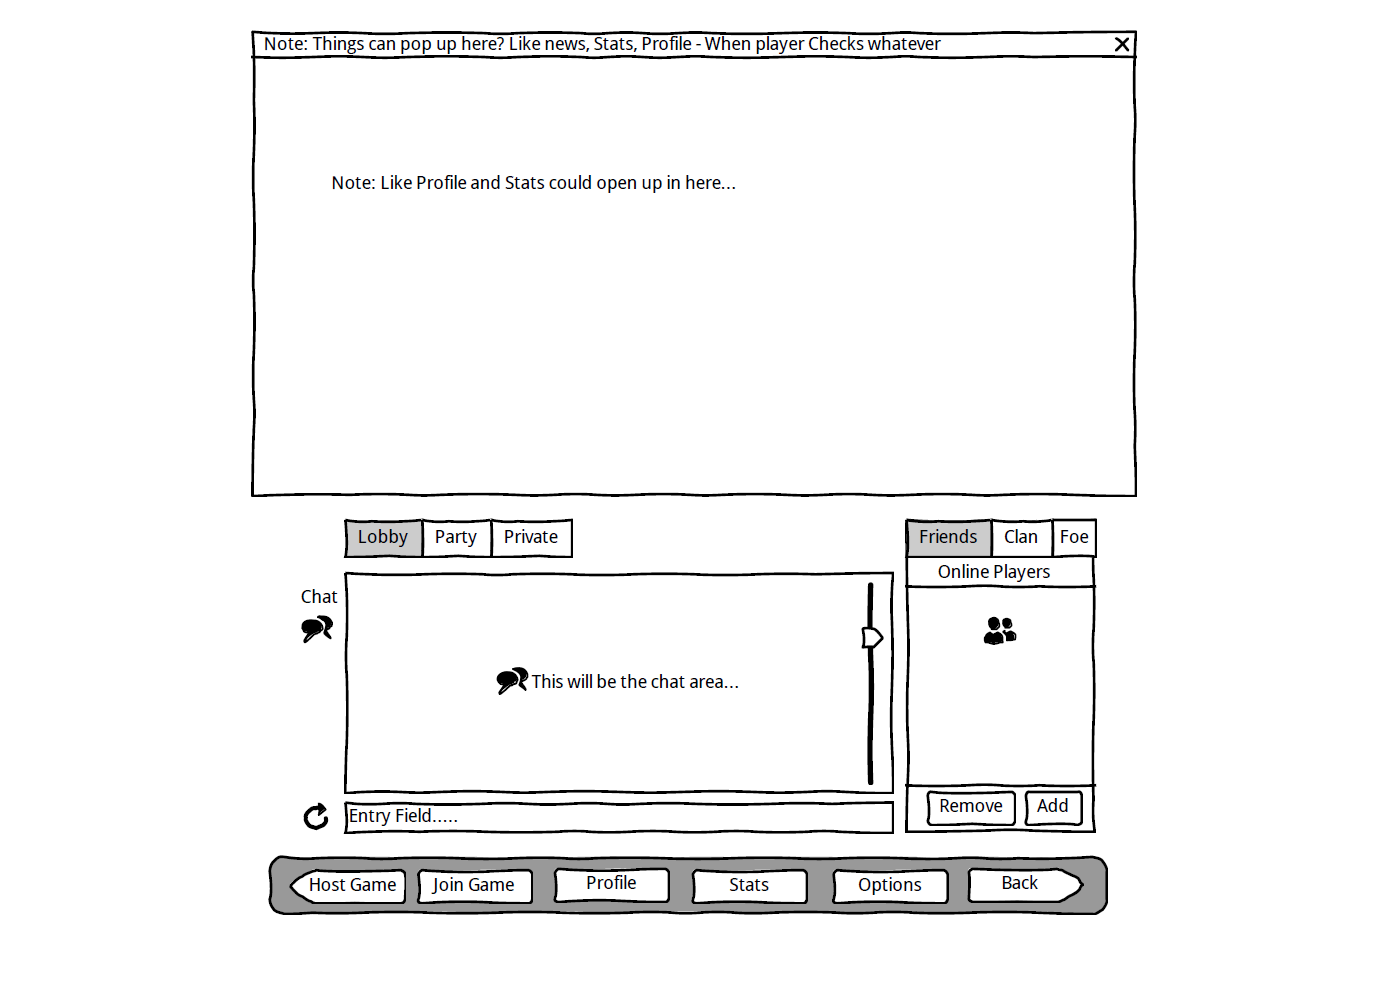 Note: Things can pop up here? Like news, Stats, Profile - When player Checks whatever
Note: Like Profile and Stats could open up in here...
Lobby Party Private
Friends Clan Foe
Online Players
Chat
This will be the chat area...
Remove Add
Entry Field.....
Host Game Join Game Profile Stats Options Back